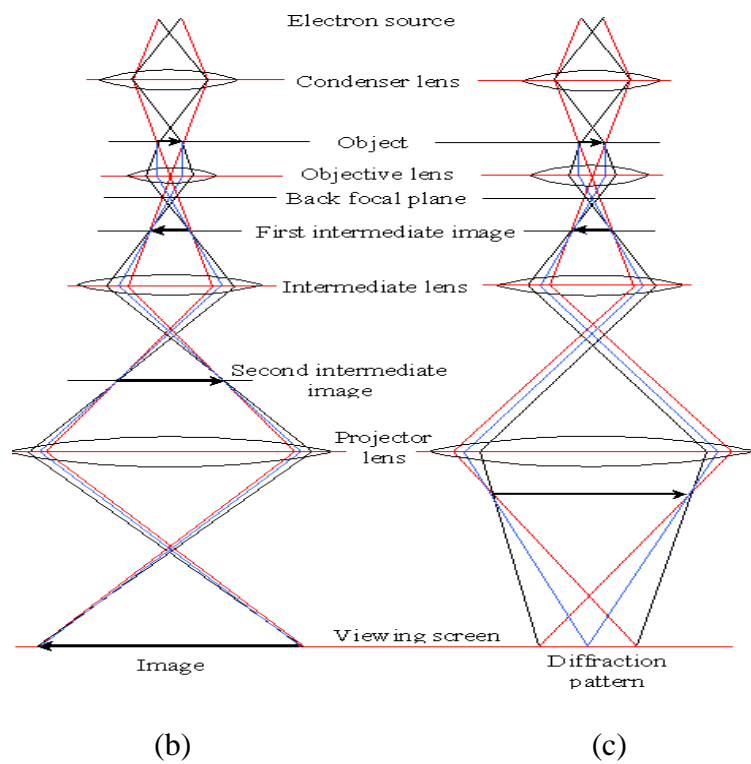 Electron source
Condenser lens
Object
Objective lens
Back focal plane
First intermediate image
Intermediate lens
Second intermediate
image
Projector
lens
Viewing screen
Image
Diffraction
pattern
(b)
(c)